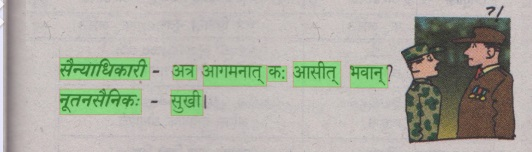 सैन्याधिकारी - अत्र आगमनात् कः आसीत् भवान्?
नूतनसैनिकः - सुखी।